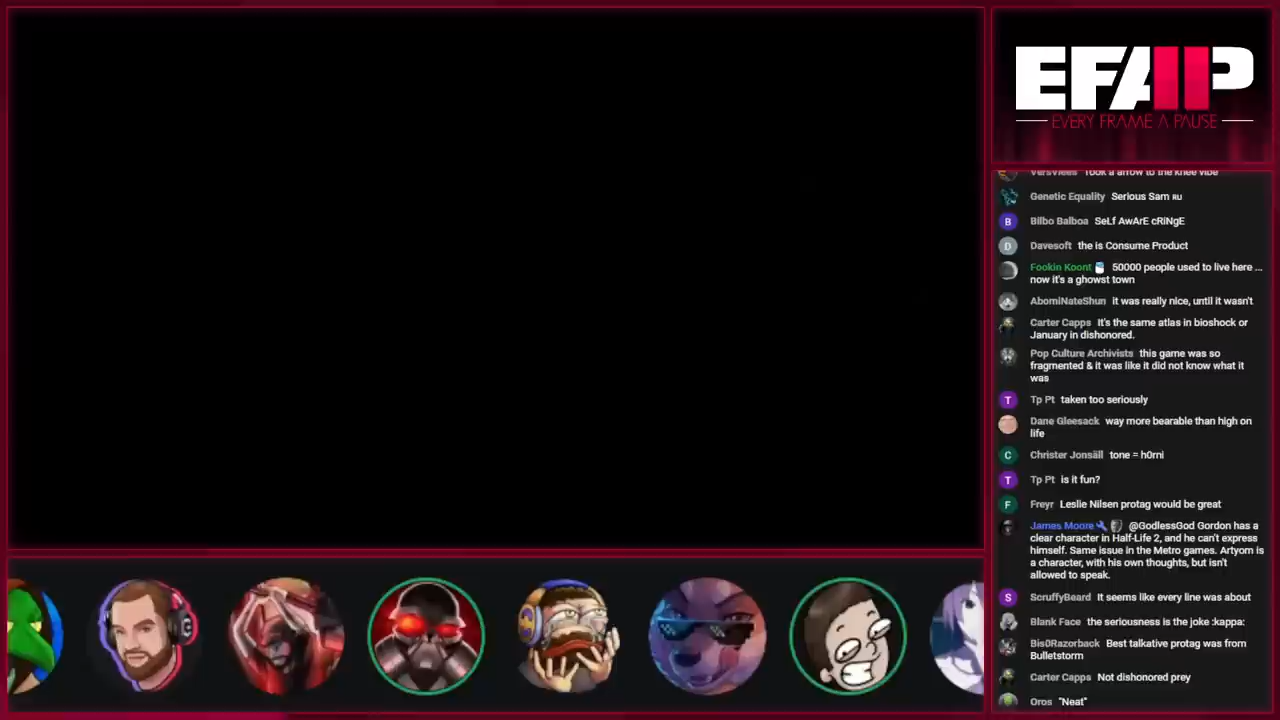 EFAP
EVERY FRAME A PAUSE
VersVlees Took a arrow to the knee vibe
Genetic Equality Serious Sam RU
B Bilbo Balboa SeLf AwArE cRiNgE
D Davesoft the is Consume Product
Fookin Koont 50000 people used to live here ...
now it's a ghowst town
AbomiNateShun it was really nice, until it wasn't
Carter Capps It's the same atlas in bioshock or
January in dishonored.
Pop Culture Archivists this game was so
fragmented & it was like it did not know what it
was
T Tp Pt taken too seriously
Dane Gleesack way more bearable than high on
life
C Christer Jonsäll tone = h0rni
T Tp Pt is it fun?
F Freyr Leslie Nilsen protag would be great
James Moore @GodlessGod Gordon has a
clear character in Half-Life 2, and he can't express
himself. Same issue in the Metro games. Artyom is
a character, with his own thoughts, but isn't
allowed to speak.
S ScruffyBeard It seems like every line was about
Blank Face the seriousness is the joke :kappa:
Bis0Razorback Best talkative protag was from
Bulletstorm
Carter Capps Not dishonored prey
Oros "Neat"